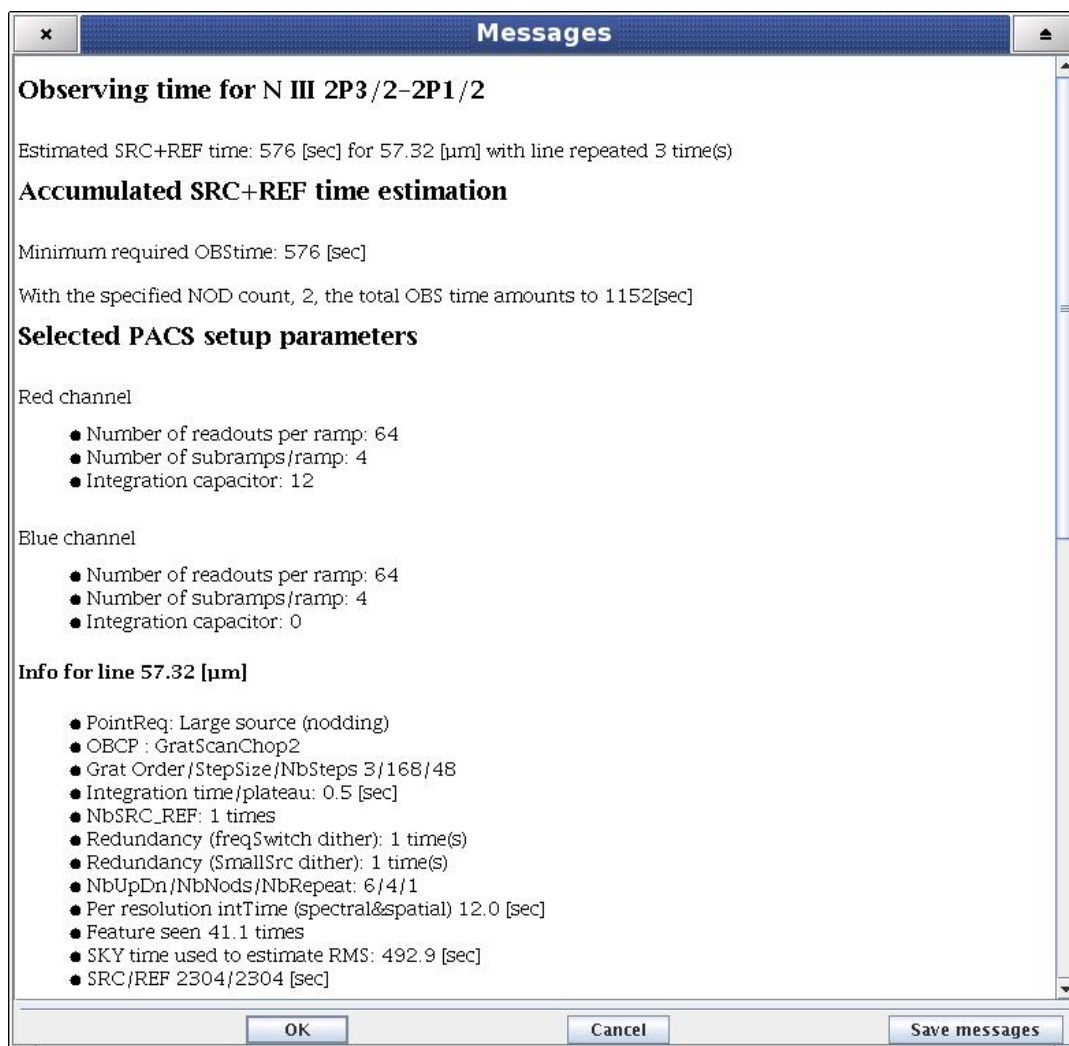 Messages
Observing time for N III 2P3/2-2P1/2
Estimated SRC+REF time: 576 [sec] for 57.32 [µm] with line repeated 3 time(s)
Accumulated SRC+REF time estimation
Minimum required OBStime: 576 [sec]
With the specified NOD count, 2, the total OBS time amounts to 1152[sec]
Selected PACS setup parameters
Red channel
● Number of readouts per ramp: 64
● Number of subramps/ramp: 4
● Integration capacitor: 12
Blue channel
● Number of readouts per ramp: 64
● Number of subramps/ramp: 4
● Integration capacitor: 0
Info for line 57.32 [µm]
● PointReq: Large source (nodding)
● OBCP : GratScanChop2
● Grat Order/StepSize/NbSteps 3/168/48
● Integration time/plateau: 0.5 [sec]
● NbSRC_REF: 1 times
● Redundancy (freqSwitch dither): 1 time(s)
● Redundancy (SmallSrc dither): 1 time(s)
● NbUpDn/NbNods/NbRepeat: 6/4/1
● Per resolution intTime (spectral&spatial) 12.0 [sec]
● Feature seen 41.1 times
● SKY time used to estimate RMS: 492.9 [sec]
● SRC/REF 2304/2304 [sec]
OK Cancel Save messages